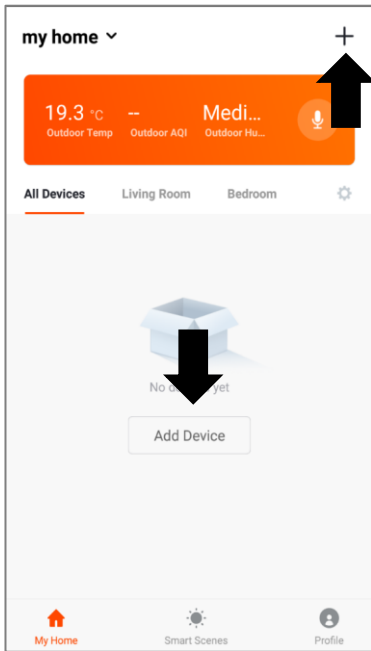 my home
19.3 °C -- Medi...
Outdoor Temp Outdoor AQI Outdoor Hu...
All Devices Living Room Bedroom
No yet
Add Device
My Home Smart Scenes Profile